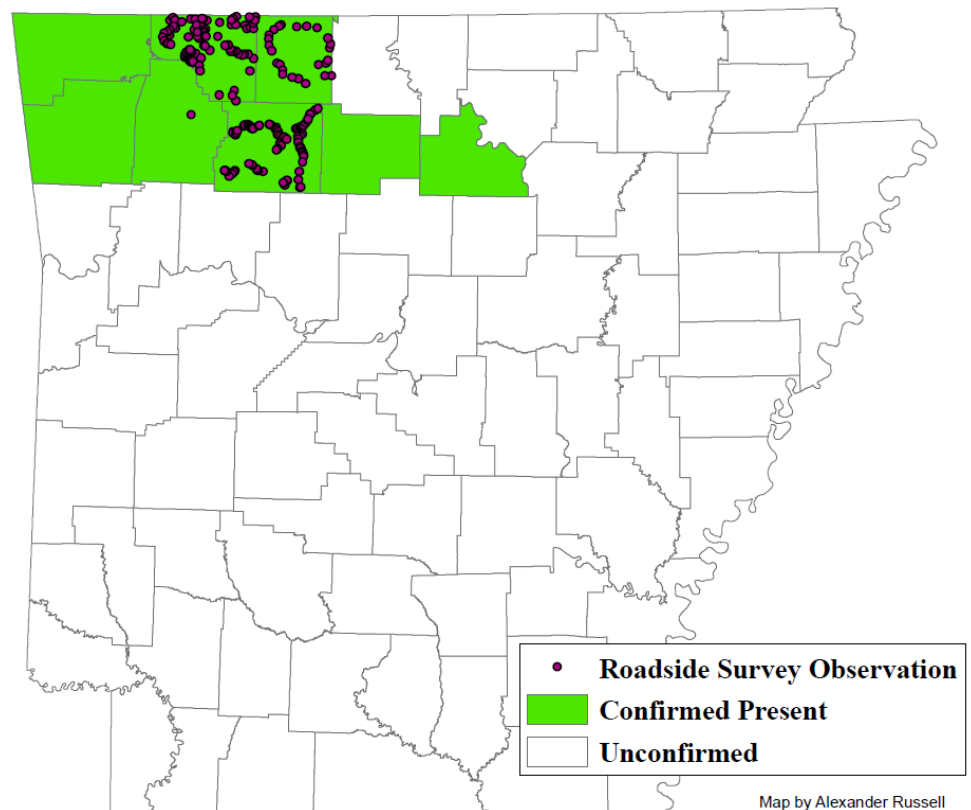 Roadside Survey Observation
Confirmed Present
Unconfirmed
Map by Alexander Russell